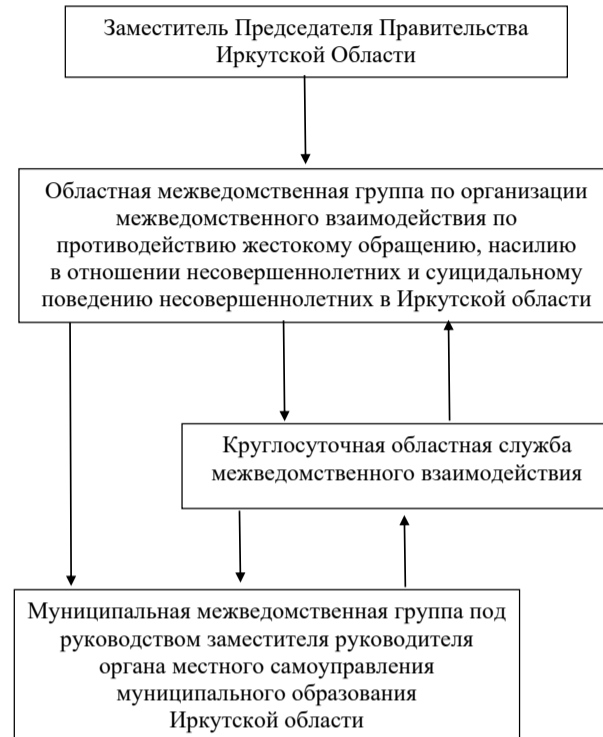 Заместитель Председателя Правительства
Иркутской Области
Областная межведомственная группа по организации
межведомственного взаимодействия по
противодействию жестокому обращению, насилию
в отношении несовершеннолетних и суицидальному
поведению несовершеннолетних в Иркутской области
Круглосуточная областная служба
межведомственного взаимодействия
Муниципальная межведомственная группа под
руководством заместителя руководителя
органа местного самоуправления
муниципального образования
Иркутской области